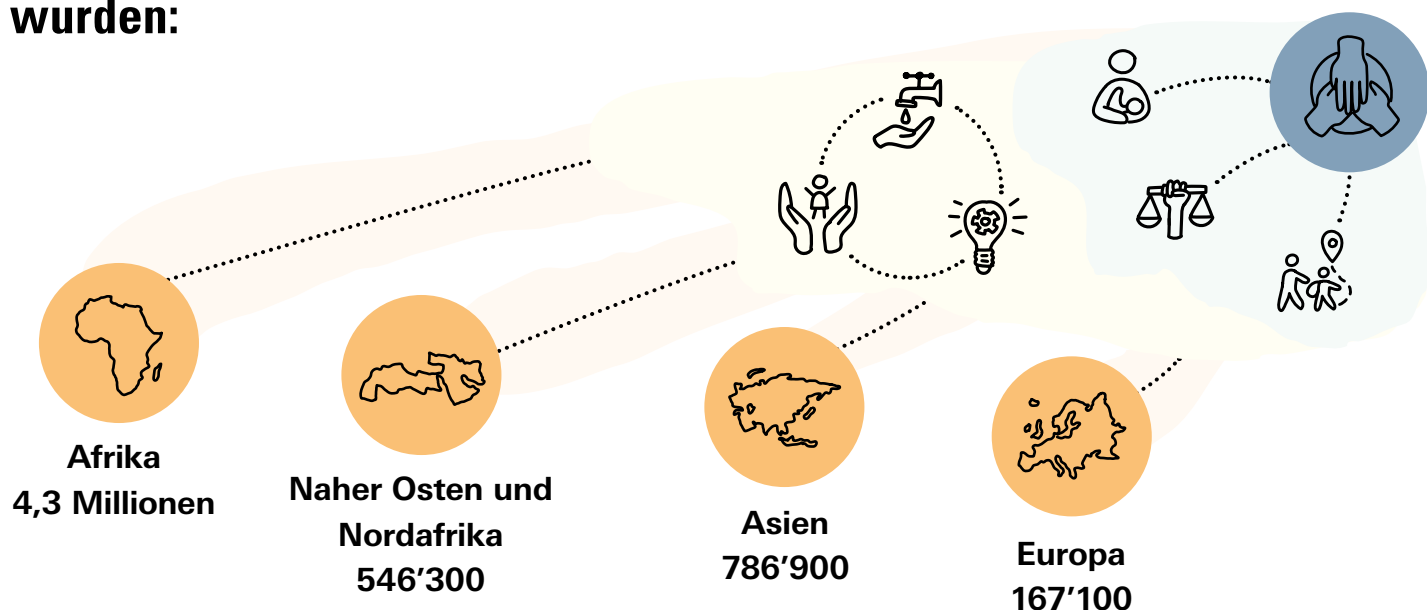 wurden:
Afrika
4,3 Millionen
Naher Osten und
Nordafrika
546’300
Asien
786’900
Europa
167’100